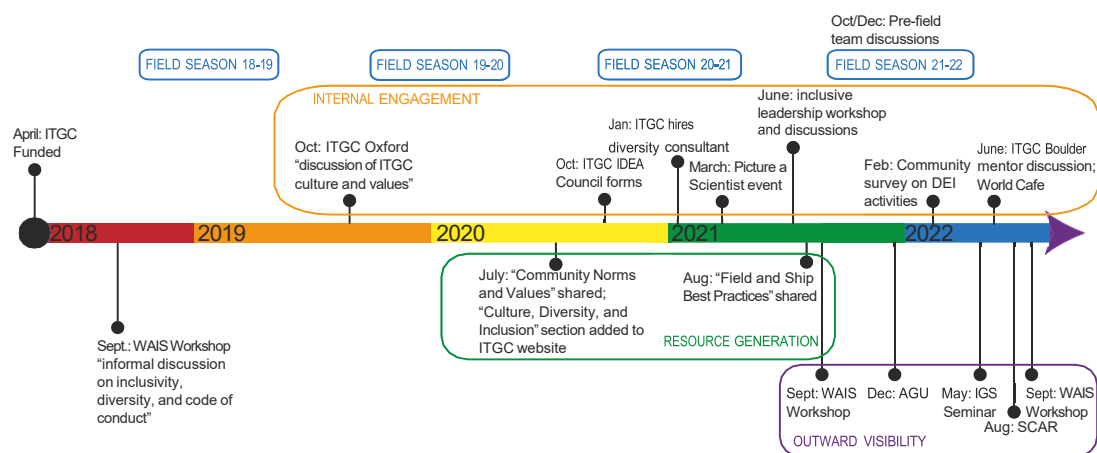 Oct/Dec: Pre-field
team discussions
FIELD SEASON 18-19
FIELD SEASON 19-20
FIELD SEASON 20-21
FIELD SEASON 21-22
INTERNAL ENGAGEMENT
April: ITGC
Funded
Oct: ITGC Oxford
“discussion of ITGC
culture and values”
Oct: ITGC IDEA
Council forms
Jan: ITGC hires
diversity consultant
March: Picture a
Scientist event
June: inclusive
leadership workshop
and discussions
Feb: Community
survey on DEI
activities
June: ITGC Boulder
mentor discussion;
World Cafe
2018
2019
2020
2021
2022
Sept.: WAIS Workshop
“informal discussion
on inclusivity,
diversity, and code of
conduct”
July: “Community Norms
and Values” shared;
“Culture, Diversity, and
Inclusion” section added to
ITGC website
Aug: “Field and Ship
Best Practices” shared
RESOURCE GENERATION
Sept: WAIS
Workshop
Dec: AGU
May: IGS
Seminar
Aug: SCAR
Sept: WAIS
Workshop
OUTWARD VISIBILITY